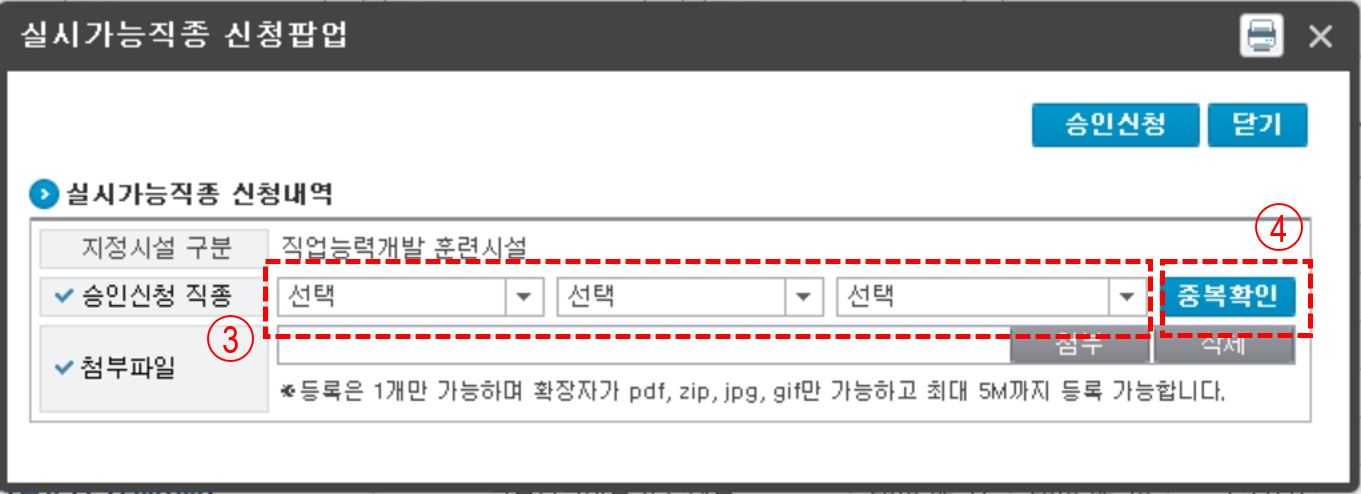 실시가능직종 신청팝업
승인신청 닫기
실시가능직종 신청내역
④
지정시설 구분 직업능력개발 훈련시설
승인신청 직종 선택 선택 선택 중복확인
③
첨부파일 첨부 삭제
※등록은 1개만 가능하며 확장자가 pdf, zip, jpg, gif만 가능하고 최대 5M까지 등록 가능합니다.